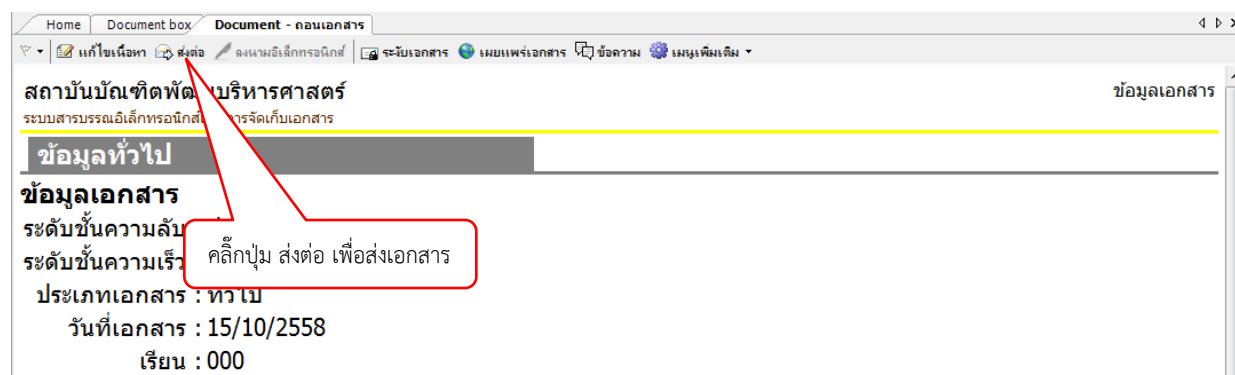 Home Document box Document - ถอนเอกสาร
แก้ไขเนื้อหา ส่งต่อ ลงนามอิเล็กทรอนิกส์ ระงับเอกสาร เผยแพร่เอกสาร ข้อความ เมนูเพิ่มเติม
สถาบันบัณฑิตพัฒ บริหารศาสตร์ ข้อมูลเอกสาร
ระบบสารบรรณอิเล็กทรอนิกส์ การจัดเก็บเอกสาร
ข้อมูลทั่วไป
ข้อมูลเอกสาร
ระดับชั้นความลับ
คลิ๊กปุ่ม ส่งต่อ เพื่อส่งเอกสาร
ระดับชั้นความเร็ว
ประเภทเอกสาร : ทั่วไป
วันที่เอกสาร : 15/10/2558
เรียน : 000